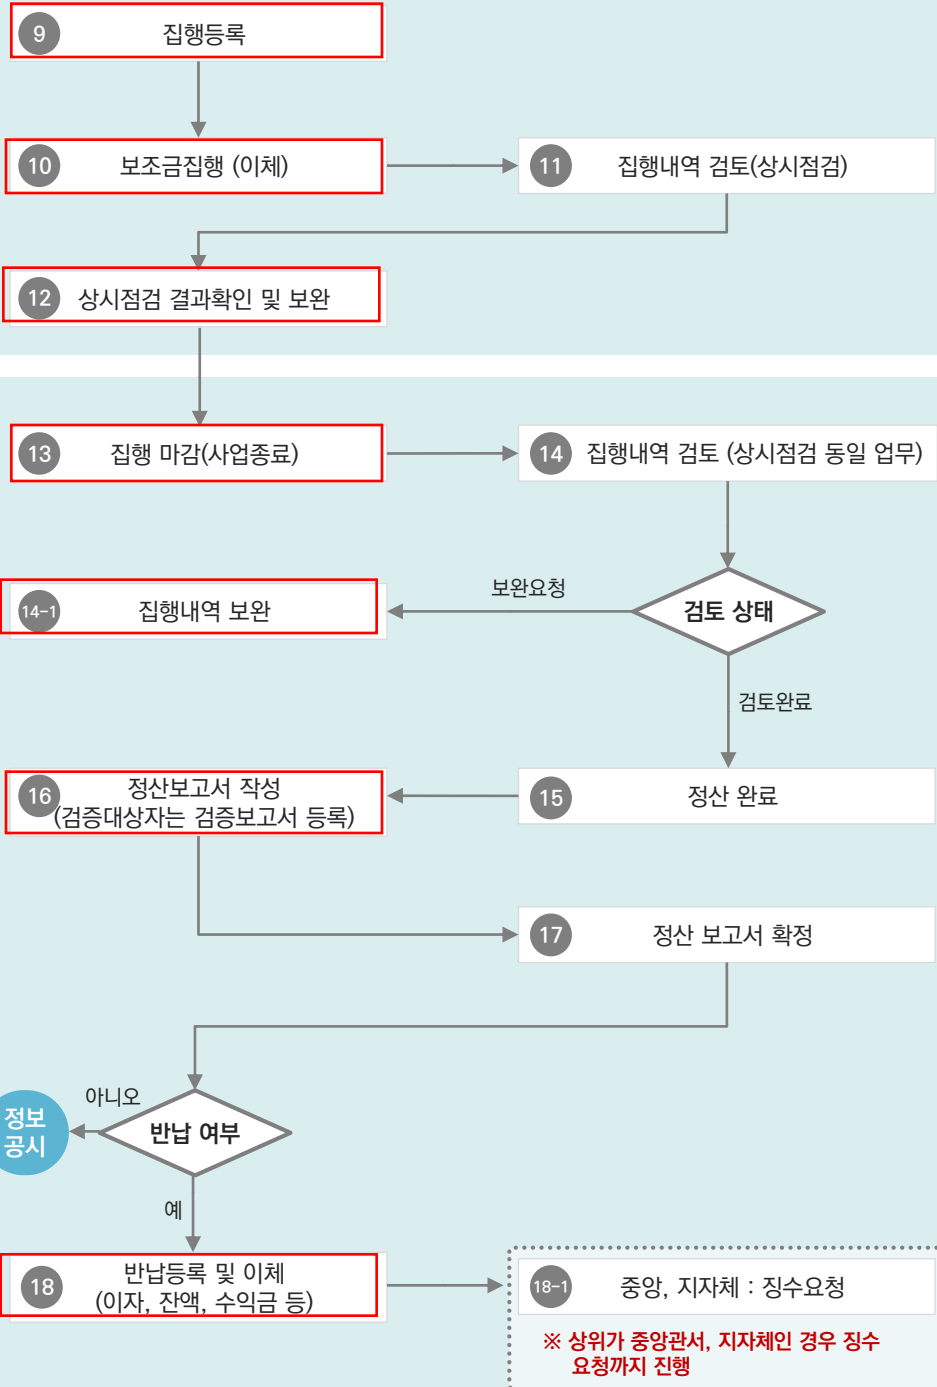 9 집행등록
10 보조금집행 (이체)
11 집행내역 검토(상시점검)
12 상시점검 결과확인 및 보완
13 집행 마감(사업종료)
14 집행내역 검토 (상시점검 동일 업무)
보완요청
14-1 집행내역 보완
검토 상태
검토완료
16 정산보고서 작성
(검증대상자는 검증보고서 등록)
15 정산 완료
17 정산 보고서 확정
아니오
정보
공시
반납 여부
예
18 반납등록 및 이체
(이자, 잔액, 수익금 등)
18-1 중앙, 지자체 : 징수요청
※ 상위가 중앙관서, 지자체인 경우 징수
요청까지 진행